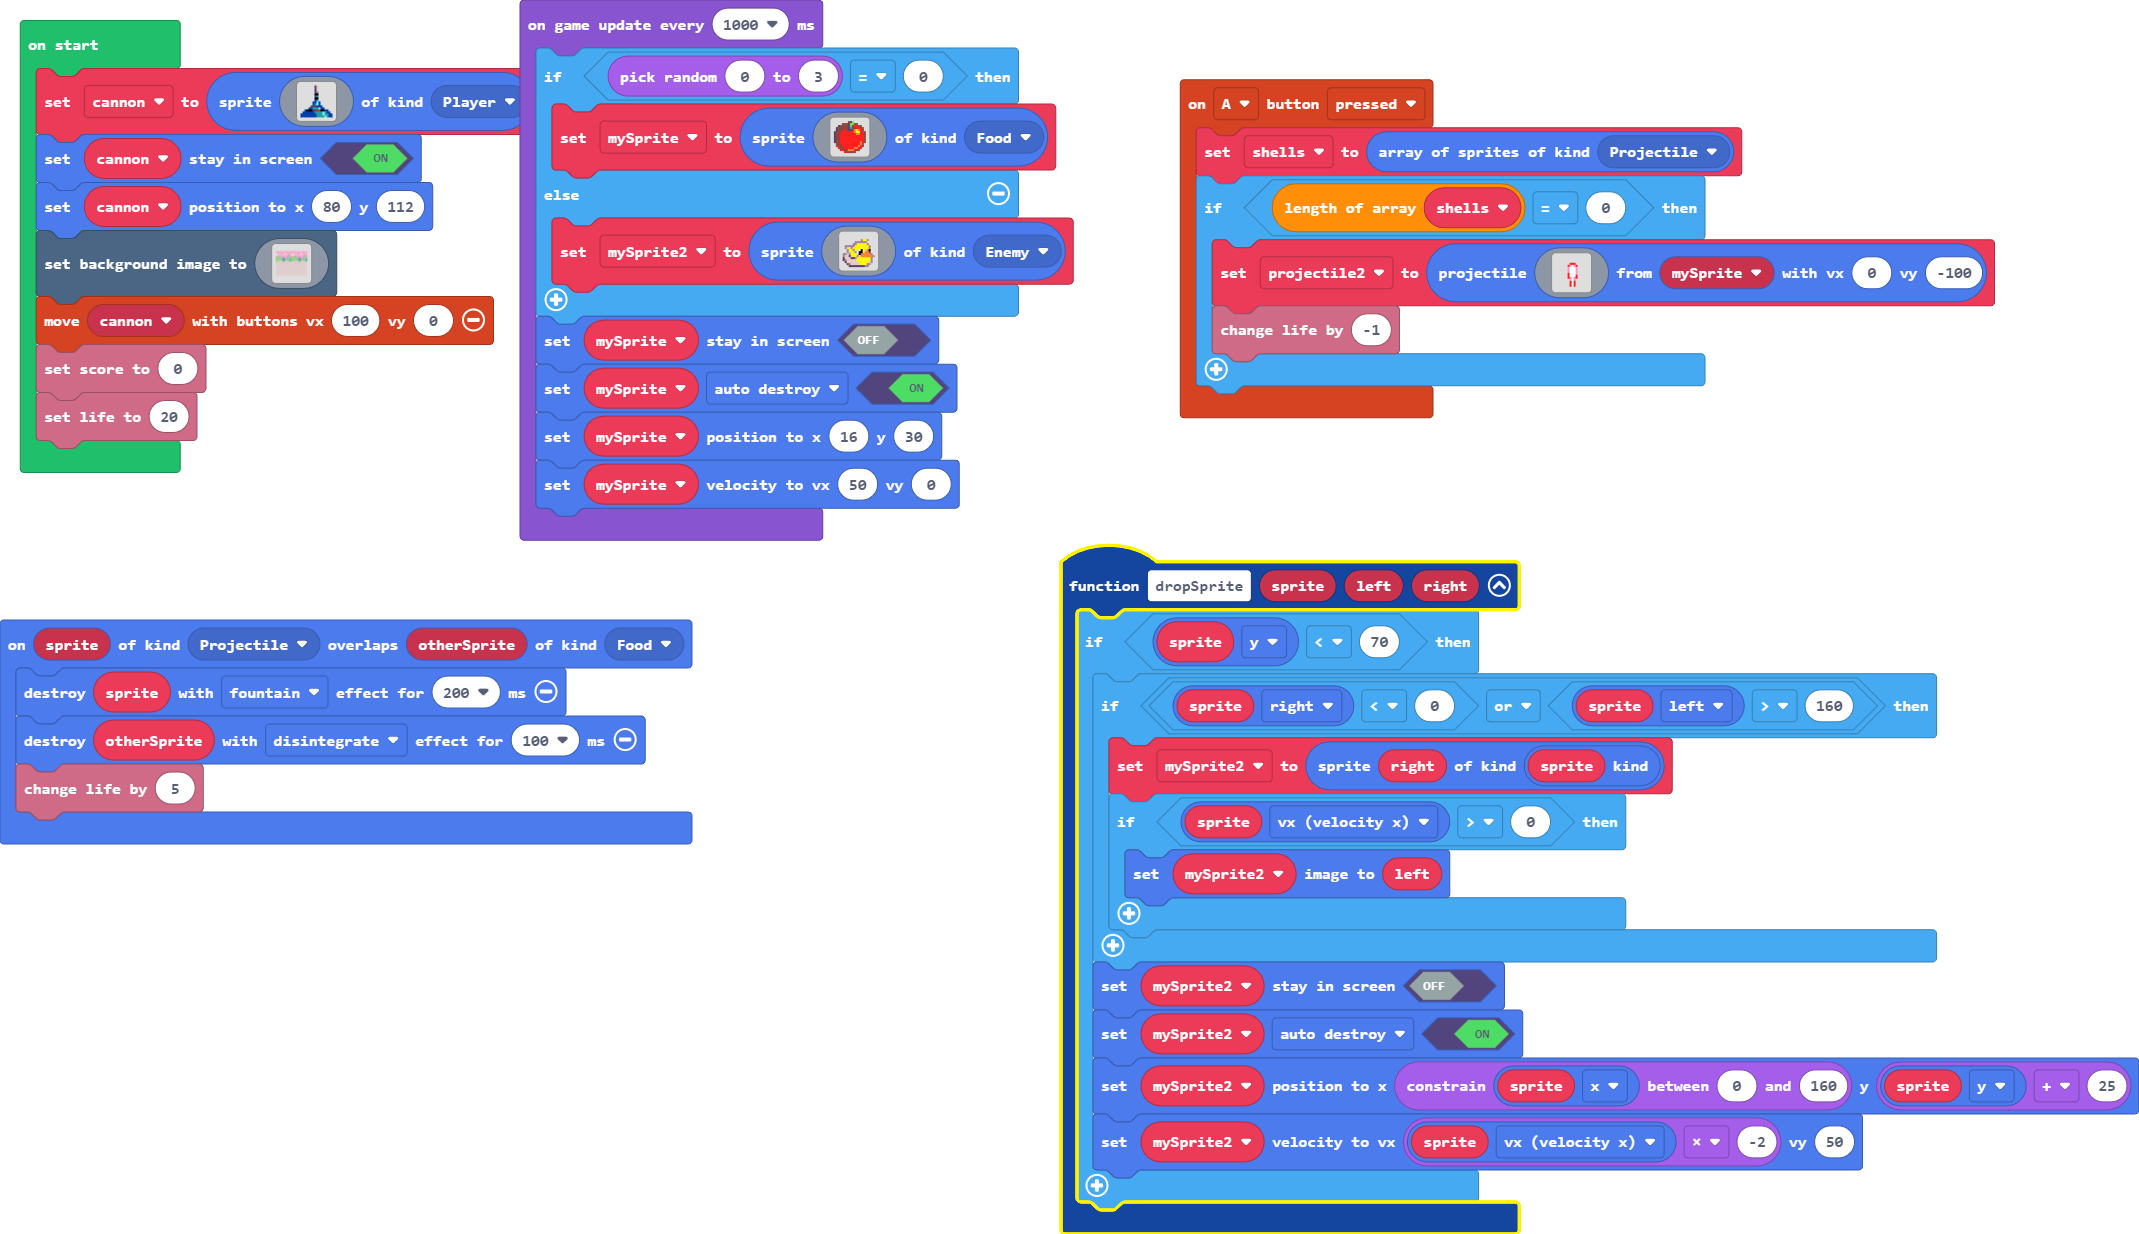 on start
set cannon to sprite of kind Player
set cannon stay in screen ON
set cannon position to x 80 y 112
set background image to
move cannon with buttons vx 100 vy 0
set score to 0
set life to 20
on game update every 1000 ms
if pick random 0 to 3 = 0 then
set mySprite to sprite of kind Food
else
set mySprite2 to sprite of kind Enemy
set mySprite stay in screen OFF
set mySprite auto destroy ON
set mySprite position to x 16 y 30
set mySprite velocity to vx 50 vy 0
on A button pressed
set shells to array of sprites of kind Projectile
if length of array shells = 0 then
set projectile2 to projectile from mySprite with vx 0 vy -100
change life by -1
on sprite of kind Projectile overlaps otherSprite of kind Food
destroy sprite with fountain effect for 200 ms
destroy otherSprite with disintegrate effect for 100 ms
change life by 5
function dropSprite sprite left right
if sprite y < 70 then
if sprite right < 0 or sprite left > 160 then
set mySprite2 to sprite right of kind sprite kind
if sprite vx (velocity x) > 0 then
set mySprite2 image to left
set mySprite2 stay in screen OFF
set mySprite2 auto destroy ON
set mySprite2 position to x constrain sprite x between 0 and 160 y sprite y + 25
set mySprite2 velocity to vx sprite vx (velocity x) × -2 vy 50